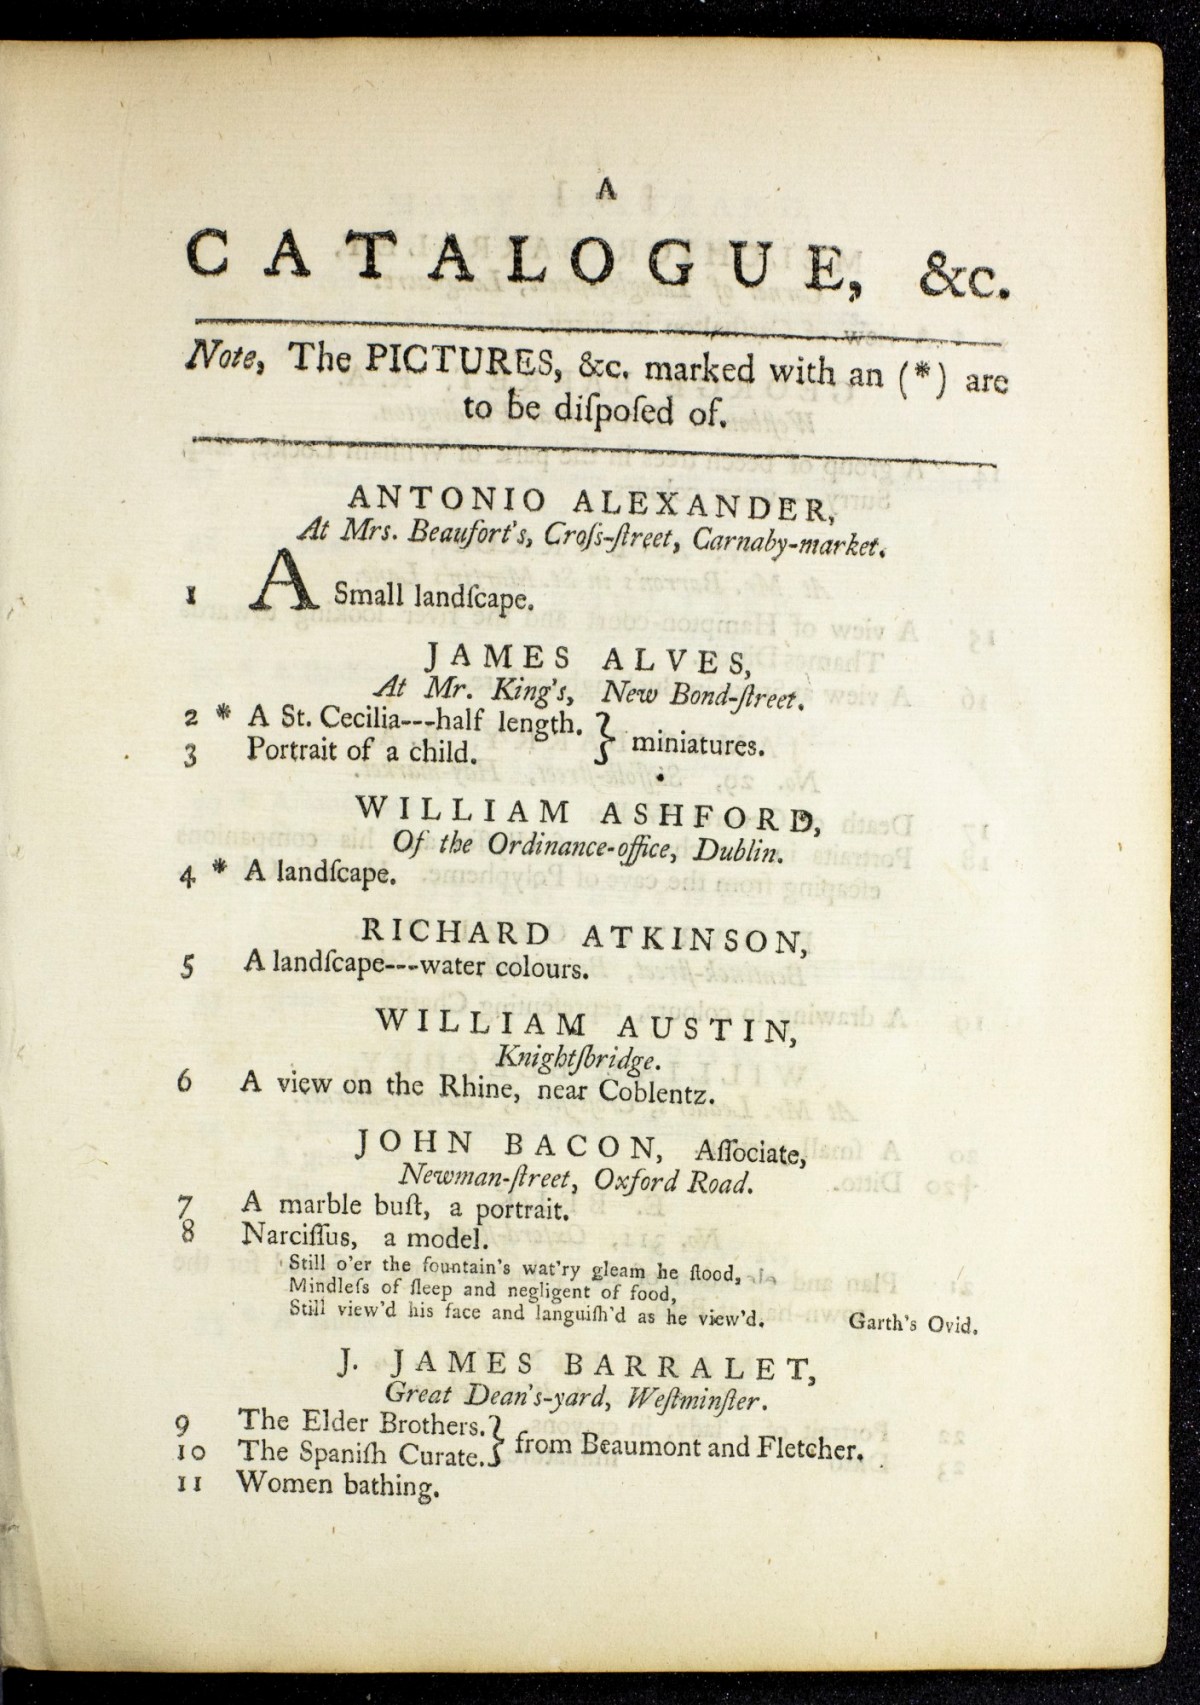 A
CATALOGUE, &c.
Note, The PICTURES, &c. marked with an (*) are
to be diſpoſed of.
ANTONIO ALEXANDER,
At Mrs. Beaufort's, Croſs-ſtreet, Carnaby-market.
1 A Small landſcape.
JAMES ALVES,
At Mr. King's, New Bond-ſtreet.
2 * A St. Cecilia---half length. } miniatures.
3 Portrait of a child.
WILLIAM ASHFORD,
Of the Ordinance-office, Dublin.
4 * A landſcape.
RICHARD ATKINSON,
5 A landſcape---water colours.
WILLIAM AUSTIN,
Knightſbridge.
6 A view on the Rhine, near Coblentz.
JOHN BACON, Aſſociate,
Newman-ſtreet, Oxford Road.
7 A marble buſt, a portrait.
8 Narciſſus, a model.
Still o'er the fountain's wat'ry gleam he ſtood,
Mindleſs of ſleep and negligent of food,
Still view'd his face and languiſh'd as he view'd. Garth's Ovid.
J. JAMES BARRALET,
Great Dean's-yard, Weſtminſter.
9 The Elder Brothers. } from Beaumont and Fletcher.
10 The Spaniſh Curate.
11 Women bathing.